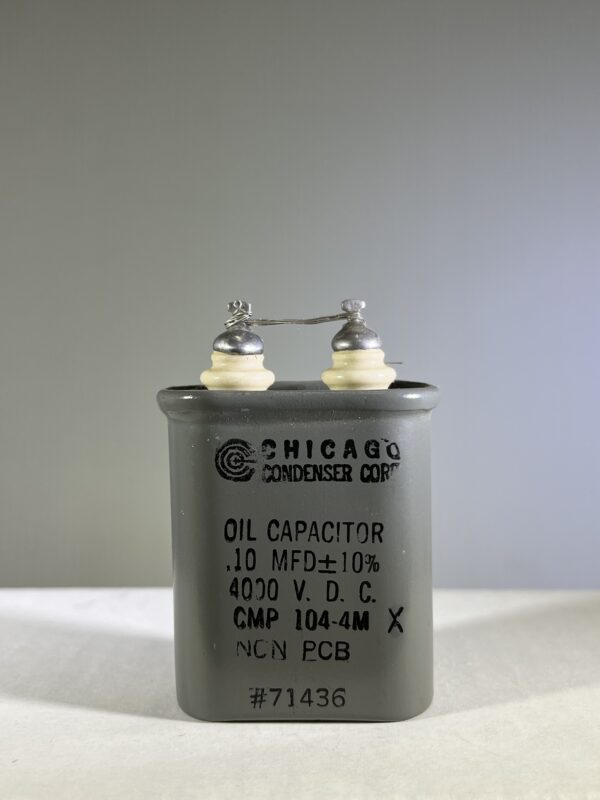 CHICAGO
CONDENSER CORP
OIL CAPACITOR
.10 MFD±10%
4000 V. D. C.
CMP 104-4M X
NON PCB
#71436